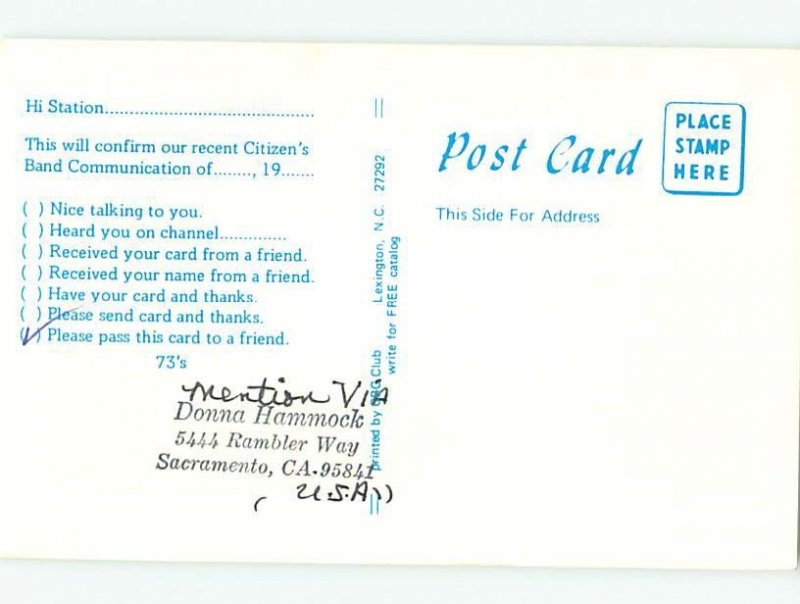 Hi Station..........................................
This will confirm our recent Citizen's
Band Communication of........, 19.......
( ) Nice talking to you.
( ) Heard you on channel..............
( ) Received your card from a friend.
( ) Received your name from a friend.
( ) Have your card and thanks.
( ) Please send card and thanks.
(✓) Please pass this card to a friend.
73's
Mention VIA
Donna Hammock
5444 Rambler Way
Sacramento, CA.95841
( U.S.A))
printed by Club Lexington, N.C. 27292
write for FREE catalog
Post Card
PLACE
STAMP
HERE
This Side For Address